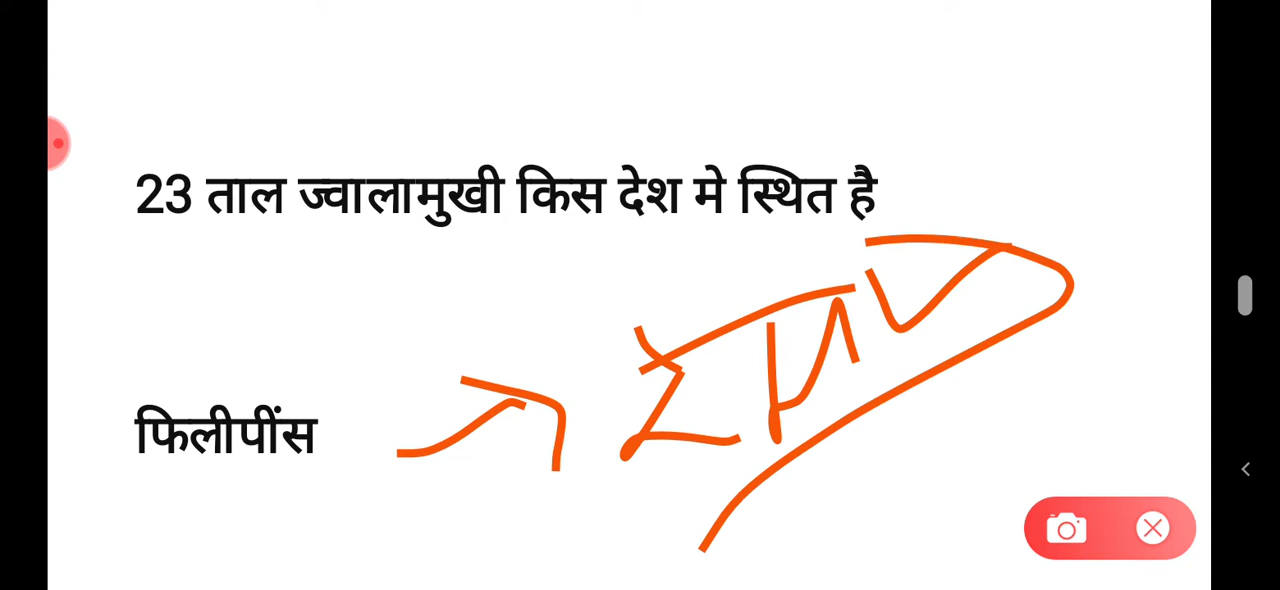 23 ताल ज्वालामुखी किस देश मे स्थित है
फिलीपींस